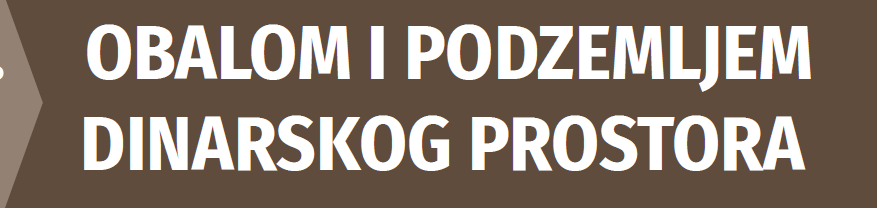 OBALOM I PODZEMLJEM
DINARSKOG PROSTORA